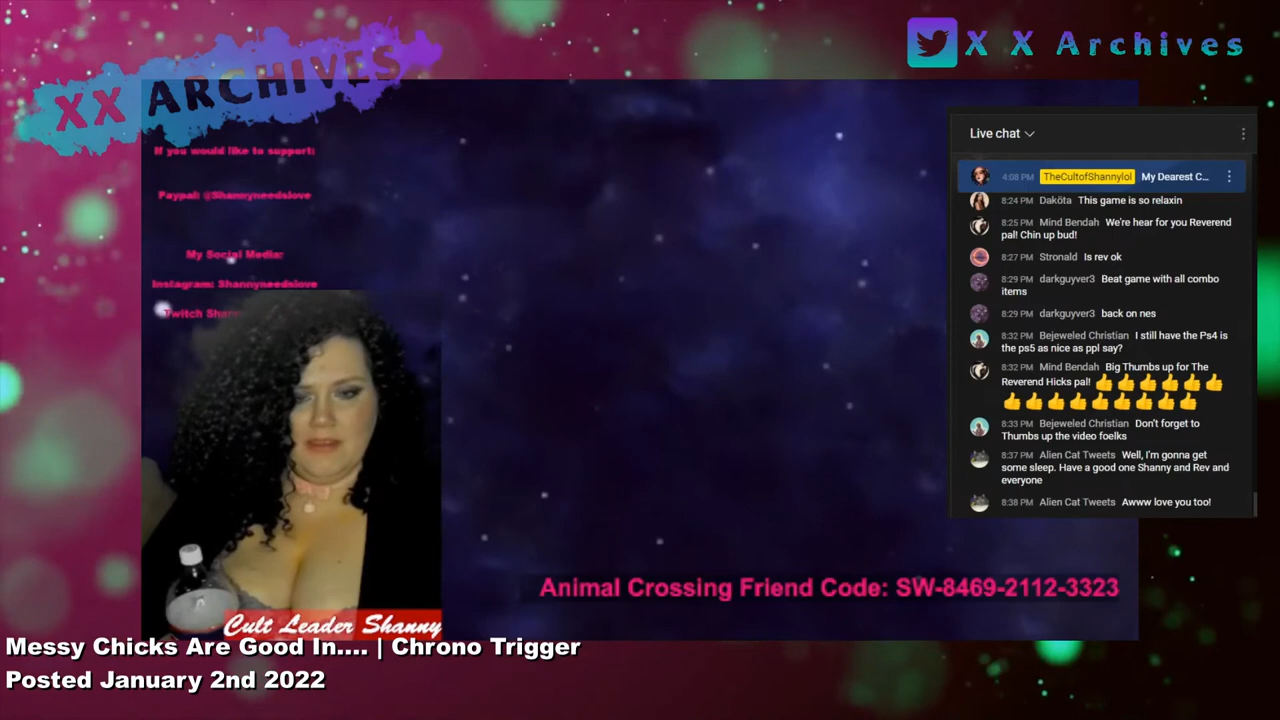 XX ARCHIVES
X X Archives
If you would like to support:
Paypal: @Shannyneedslove
My Social Media:
Instagram: Shannyneedslove
Twitch
Cult Leader Shanny
Animal Crossing Friend Code: SW-8469-2112-3323
Live chat
4:08 PM TheCultofShannylol My Dearest C...
8:24 PM Daköta This game is so relaxin
8:25 PM Mind Bendah We're hear for you Reverend
pal! Chin up bud!
8:27 PM Stronald Is rev ok
8:29 PM darkguyver3 Beat game with all combo
items
8:29 PM darkguyver3 back on nes
8:32 PM Bejeweled Christian I still have the Ps4 is
the ps5 as nice as ppl say?
8:32 PM Mind Bendah Big Thumbs up for The
Reverend Hicks pal! 👍👍👍👍👍👍
👍👍👍👍👍👍👍👍👍
8:33 PM Bejeweled Christian Don't forget to
Thumbs up the video foelks
8:37 PM Alien Cat Tweets Well, I'm gonna get
some sleep. Have a good one Shanny and Rev and
everyone
8:38 PM Alien Cat Tweets Awww love you too!
Messy Chicks Are Good In.... | Chrono Trigger
Posted January 2nd 2022